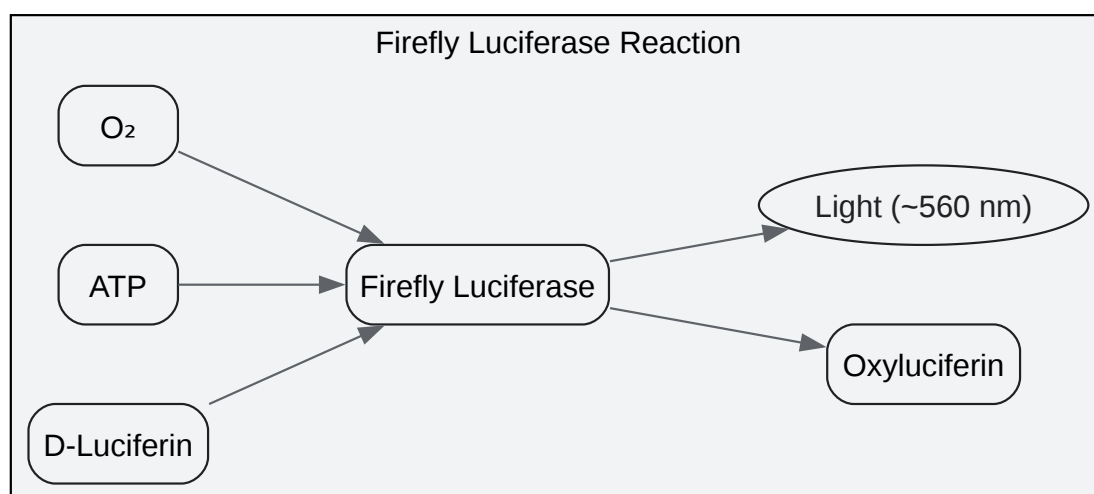 Firefly Luciferase Reaction
O₂
Light (~560 nm)
ATP
Firefly Luciferase
Oxyluciferin
D-Luciferin